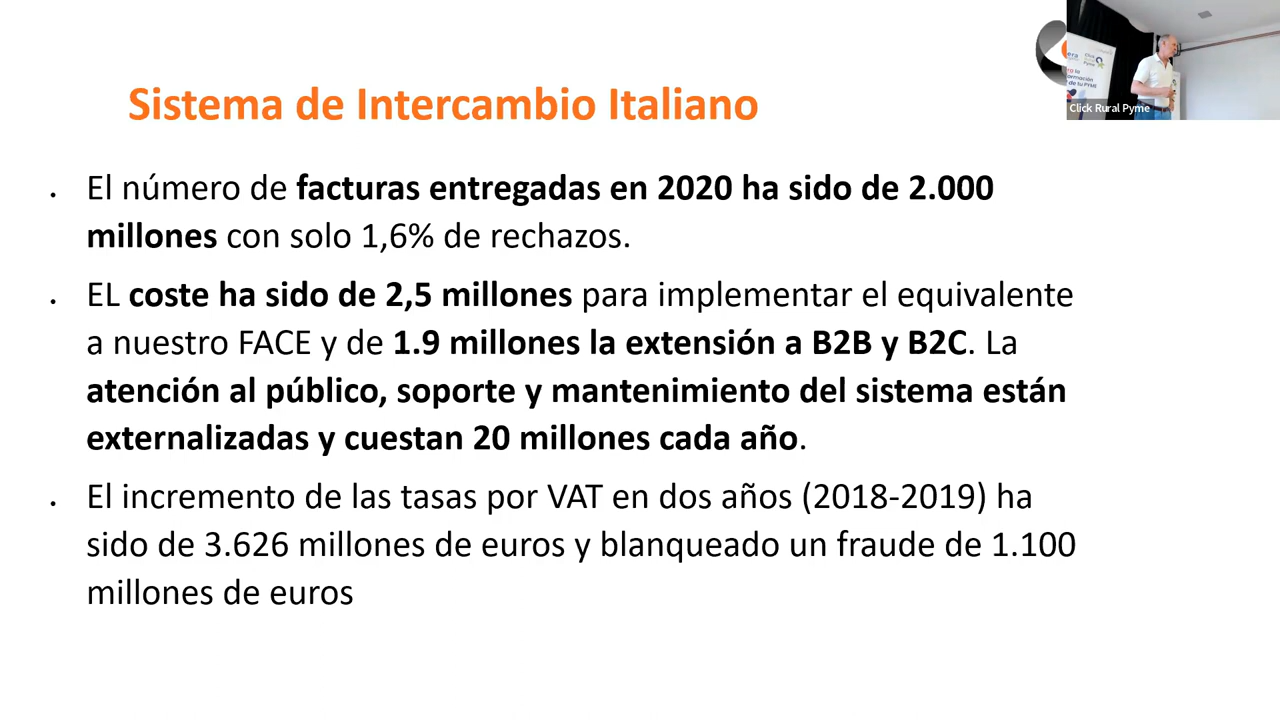 Sistema de Intercambio Italiano
Click Rural Pyme
• El número de facturas entregadas en 2020 ha sido de 2.000
millones con solo 1,6% de rechazos.
• EL coste ha sido de 2,5 millones para implementar el equivalente
a nuestro FACE y de 1.9 millones la extensión a B2B y B2C. La
atención al público, soporte y mantenimiento del sistema están
externalizadas y cuestan 20 millones cada año.
• El incremento de las tasas por VAT en dos años (2018-2019) ha
sido de 3.626 millones de euros y blanqueado un fraude de 1.100
millones de euros